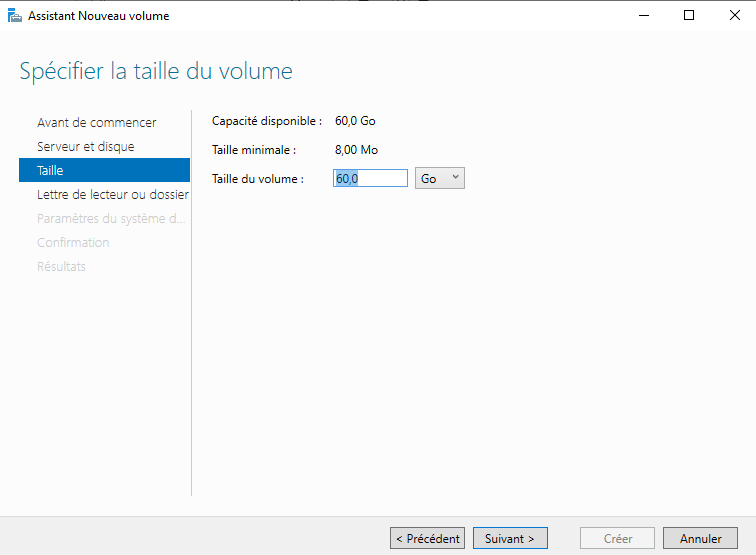 Assistant Nouveau volume
Spécifier la taille du volume
Avant de commencer
Serveur et disque
Taille
Lettre de lecteur ou dossier
Paramètres du système d...
Confirmation
Résultats
Capacité disponible : 60,0 Go
Taille minimale : 8,00 Mo
Taille du volume : 60,0 Go
< Précédent Suivant > Créer Annuler